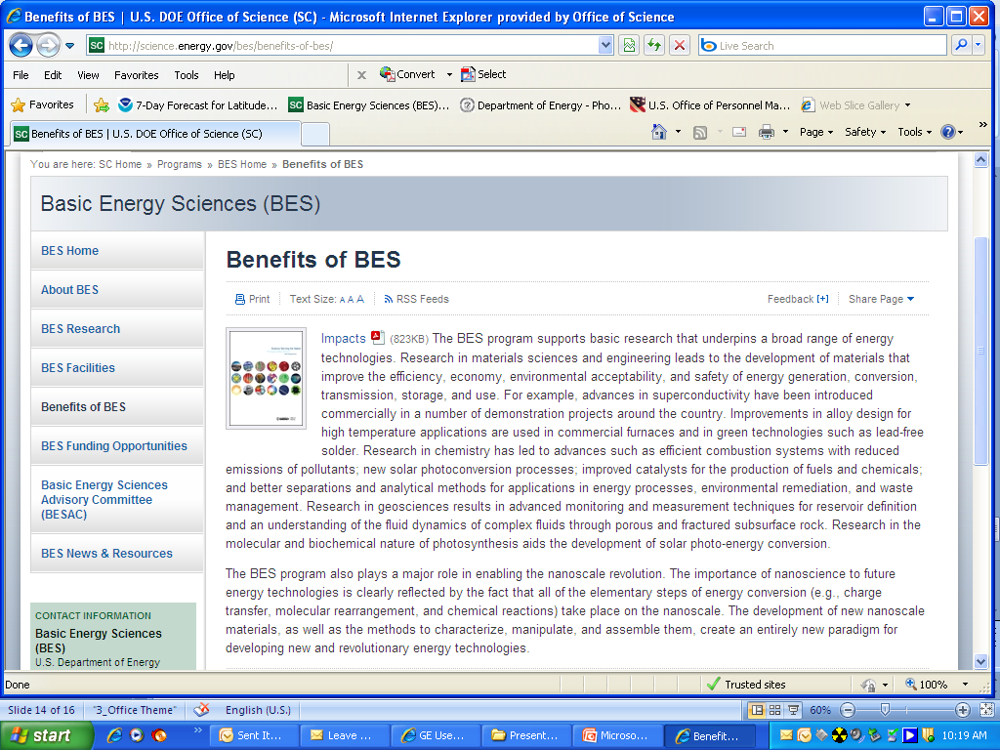 Benefits of BES | U.S. DOE Office of Science (SC) - Microsoft Internet Explorer provided by Office of Science
SC http://science.energy.gov/bes/benefits-of-bes/
Live Search
File Edit View Favorites Tools Help
x Convert Select
Favorites 7-Day Forecast for Latitude... SC Basic Energy Sciences (BES)... Department of Energy - Pho... U.S. Office of Personnel Ma... Web Slice Gallery
SC Benefits of BES | U.S. DOE Office of Science (SC)
Page Safety Tools »
You are here: SC Home » Programs » BES Home » Benefits of BES
Basic Energy Sciences (BES)
BES Home
About BES
BES Research
BES Facilities
Benefits of BES
BES Funding Opportunities
Basic Energy Sciences
Advisory Committee
(BESAC)
BES News & Resources
CONTACT INFORMATION
Basic Energy Sciences
(BES)
U.S. Department of Energy
Benefits of BES
Print Text Size: A A A RSS Feeds Feedback [+] Share Page
Impacts (823KB) The BES program supports basic research that underpins a broad range of energy
technologies. Research in materials sciences and engineering leads to the development of materials that
improve the efficiency, economy, environmental acceptability, and safety of energy generation, conversion,
transmission, storage, and use. For example, advances in superconductivity have been introduced
commercially in a number of demonstration projects around the country. Improvements in alloy design for
high temperature applications are used in commercial furnaces and in green technologies such as lead-free
solder. Research in chemistry has led to advances such as efficient combustion systems with reduced
emissions of pollutants; new solar photoconversion processes; improved catalysts for the production of fuels and chemicals;
and better separations and analytical methods for applications in energy processes, environmental remediation, and waste
management. Research in geosciences results in advanced monitoring and measurement techniques for reservoir definition
and an understanding of the fluid dynamics of complex fluids through porous and fractured subsurface rock. Research in the
molecular and biochemical nature of photosynthesis aids the development of solar photo-energy conversion.
The BES program also plays a major role in enabling the nanoscale revolution. The importance of nanoscience to future
energy technologies is clearly reflected by the fact that all of the elementary steps of energy conversion (e.g., charge
transfer, molecular rearrangement, and chemical reactions) take place on the nanoscale. The development of new nanoscale
materials, as well as the methods to characterize, manipulate, and assemble them, create an entirely new paradigm for
developing new and revolutionary energy technologies.
Done Trusted sites 100%
Slide 14 of 16 "3_Office Theme" English (U.S.) 60%
start » Sent It... Leave ... GE Use... Present... Microso... Benefit... 10:19 AM